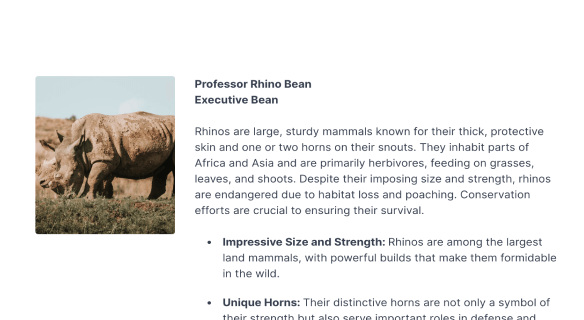 Professor Rhino Bean
Executive Bean
Rhinos are large, sturdy mammals known for their thick, protective
skin and one or two horns on their snouts. They inhabit parts of
Africa and Asia and are primarily herbivores, feeding on grasses,
leaves, and shoots. Despite their imposing size and strength, rhinos
are endangered due to habitat loss and poaching. Conservation
efforts are crucial to ensuring their survival.
• Impressive Size and Strength: Rhinos are among the largest
land mammals, with powerful builds that make them formidable
in the wild.
• Unique Horns: Their distinctive horns are not only a symbol of
their strength but also serve important roles in defense and